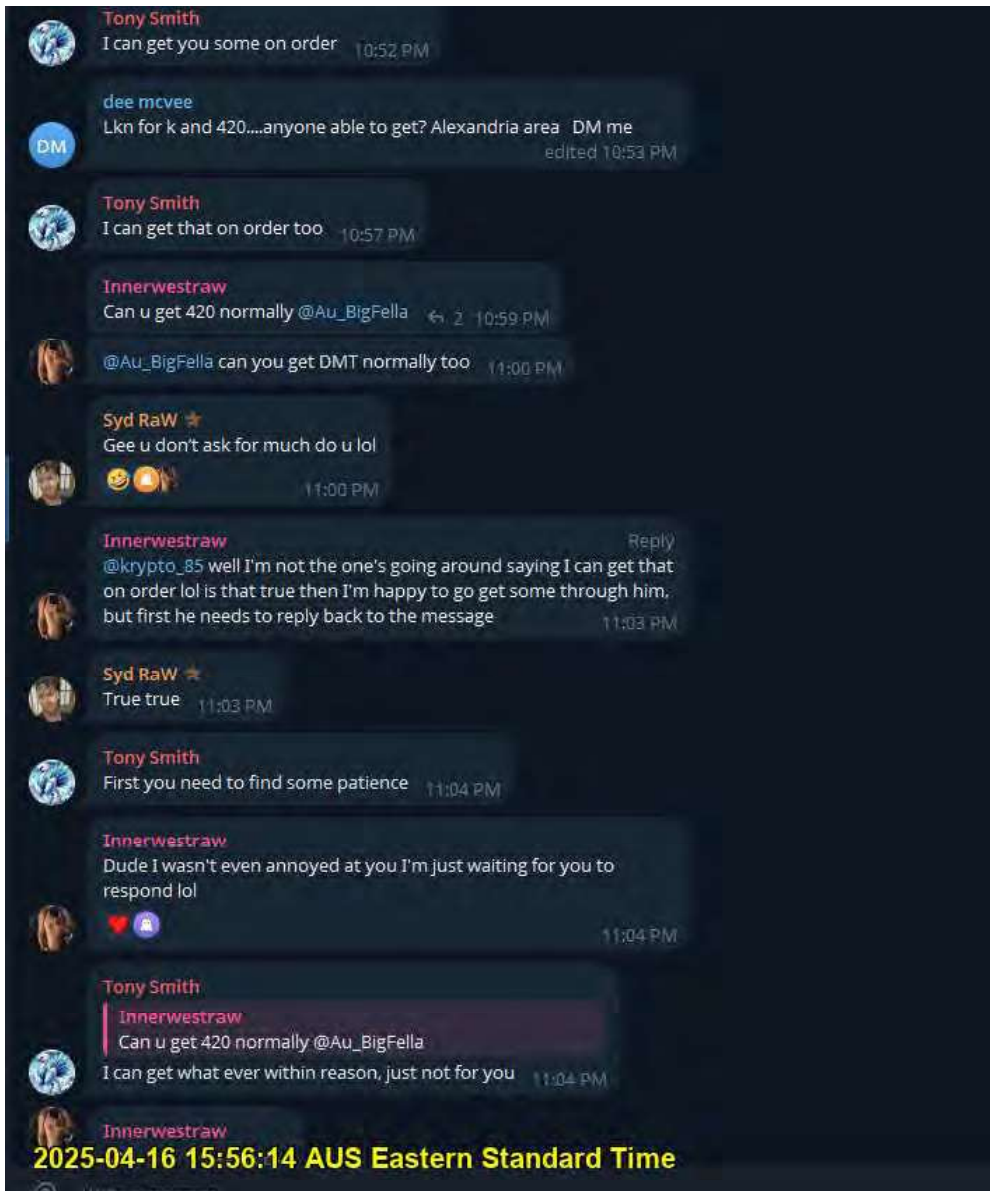 Tony Smith
I can get you some on order 10:52 PM
dee mcvee
Lkn for k and 420....anyone able to get? Alexandria area DM me
edited 10:53 PM
DM
Tony Smith
I can get that on order too 10:57 PM
Innerwestraw
Can u get 420 normally @Au_BigFella 2 10:59 PM
@Au_BigFella can you get DMT normally too 11:00 PM
Syd RaW
Gee u don't ask for much do u lol
11:00 PM
Innerwestraw Reply
@krypto_85 well I'm not the one's going around saying I can get that
on order lol is that true then I'm happy to go get some through him,
but first he needs to reply back to the message 11:03 PM
Syd RaW
True true 11:03 PM
Tony Smith
First you need to find some patience 11:04 PM
Innerwestraw
Dude I wasn't even annoyed at you I'm just waiting for you to
respond lol
11:04 PM
Tony Smith
Innerwestraw
Can u get 420 normally @Au_BigFella
I can get what ever within reason, just not for you 11:04 PM
Innerwestraw
2025-04-16 15:56:14 AUS Eastern Standard Time